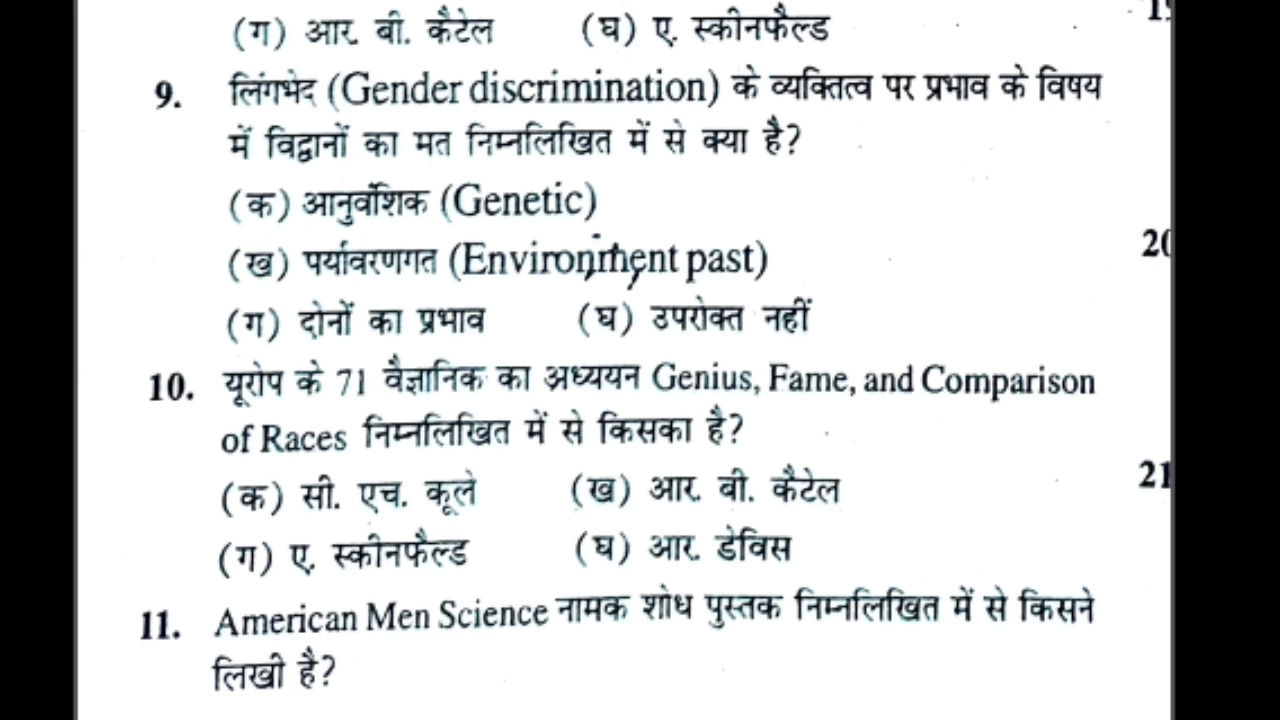 (ग) आर. बी. कैटेल (घ) ए. स्कीनफैल्ड
9. लिंगभेद (Gender discrimination) के व्यक्तित्व पर प्रभाव के विषय
में विद्वानों का मत निम्नलिखित में से क्या है?
(क) आनुवंशिक (Genetic)
(ख) पर्यावरणगत (Environment past)
(ग) दोनों का प्रभाव (घ) उपरोक्त नहीं
10. यूरोप के 71 वैज्ञानिक का अध्ययन Genius, Fame, and Comparison
of Races निम्नलिखित में से किसका है?
(क) सी. एच. कूले (ख) आर. बी. कैटेल
(ग) ए. स्कीनफैल्ड (घ) आर. डेविस
11. American Men Science नामक शोध पुस्तक निम्नलिखित में से किसने
लिखी है?
21